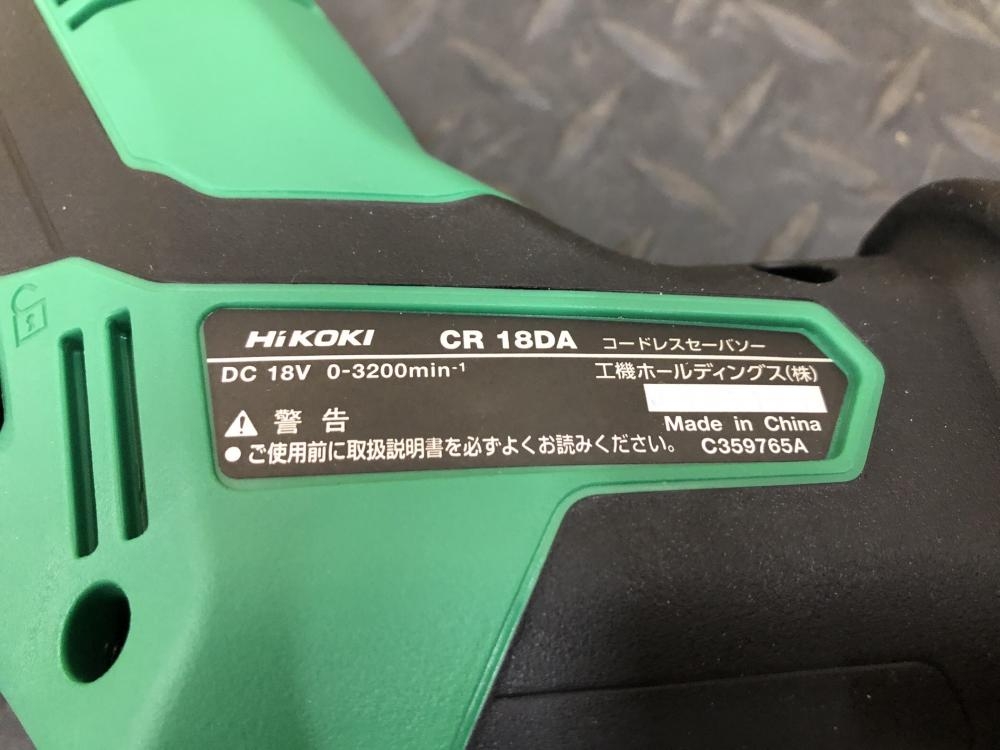 HiKOKI CR 18DA コードレスセーバソー
DC 18V 0-3200min-1 工機ホールディングス(株)
警告 Made in China
● ご使用前に取扱説明書を必ずよくお読みください。 C359765A